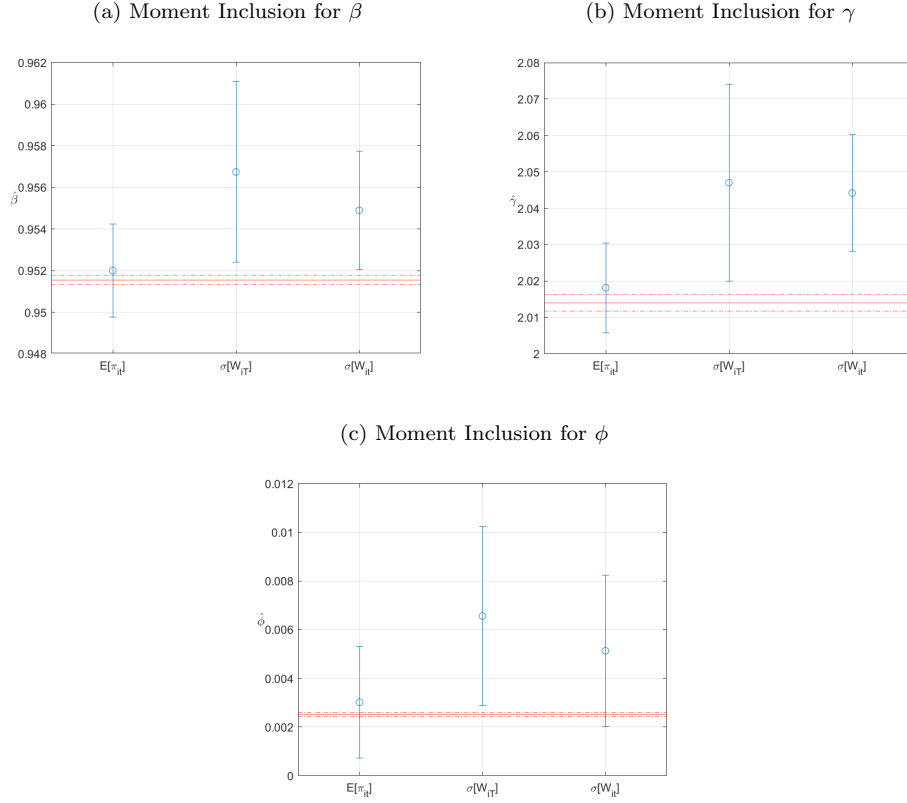 (a) Moment Inclusion for β
0.962
0.96
0.958
0.956
0.954
0.952
0.95
0.948
β̂
E[π_it]
σ[W_iT]
σ[W_it]
(b) Moment Inclusion for γ
2.08
2.07
2.06
2.05
2.04
2.03
2.02
2.01
2
γ̂
E[π_it]
σ[W_iT]
σ[W_it]
(c) Moment Inclusion for ϕ
0.012
0.01
0.008
0.006
0.004
0.002
0
ϕ̂
E[π_it]
σ[W_iT]
σ[W_it]